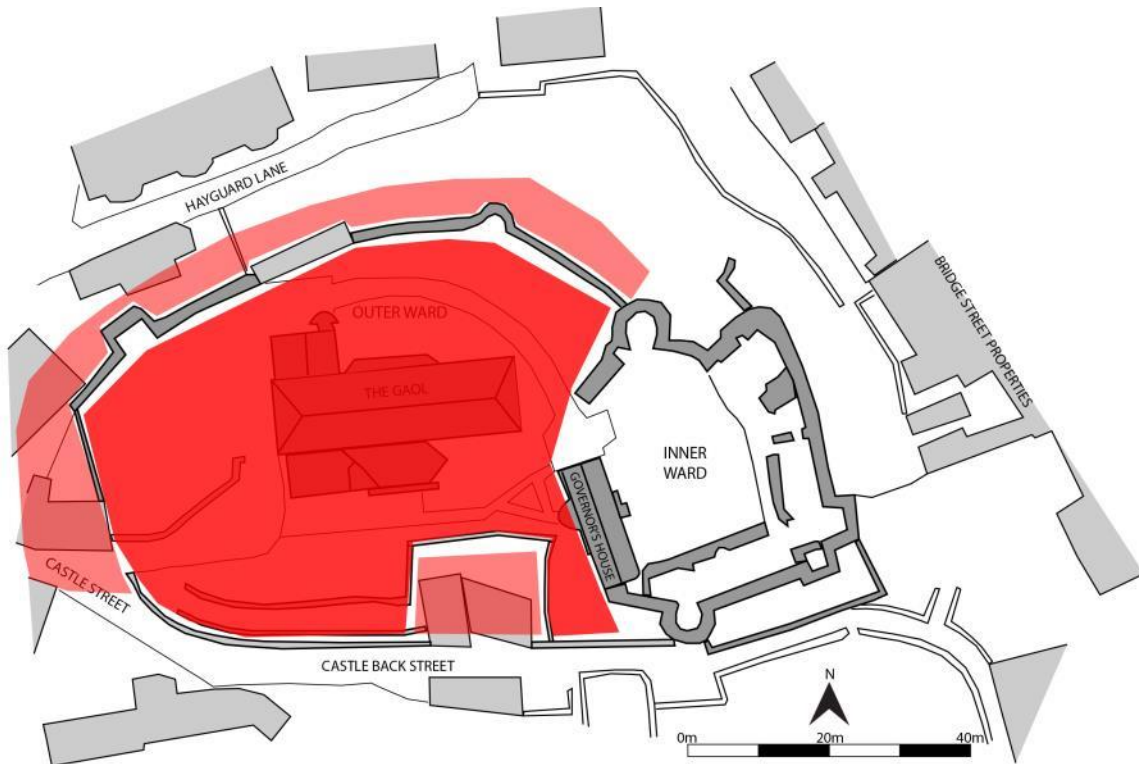 HAYGUARD LANE
OUTER WARD
THE GAOL
BRIDGE STREET PROPERTIES
INNER
WARD
GOVERNOR'S HOUSE
CASTLE STREET
CASTLE BACK STREET
N
0m
20m
40m